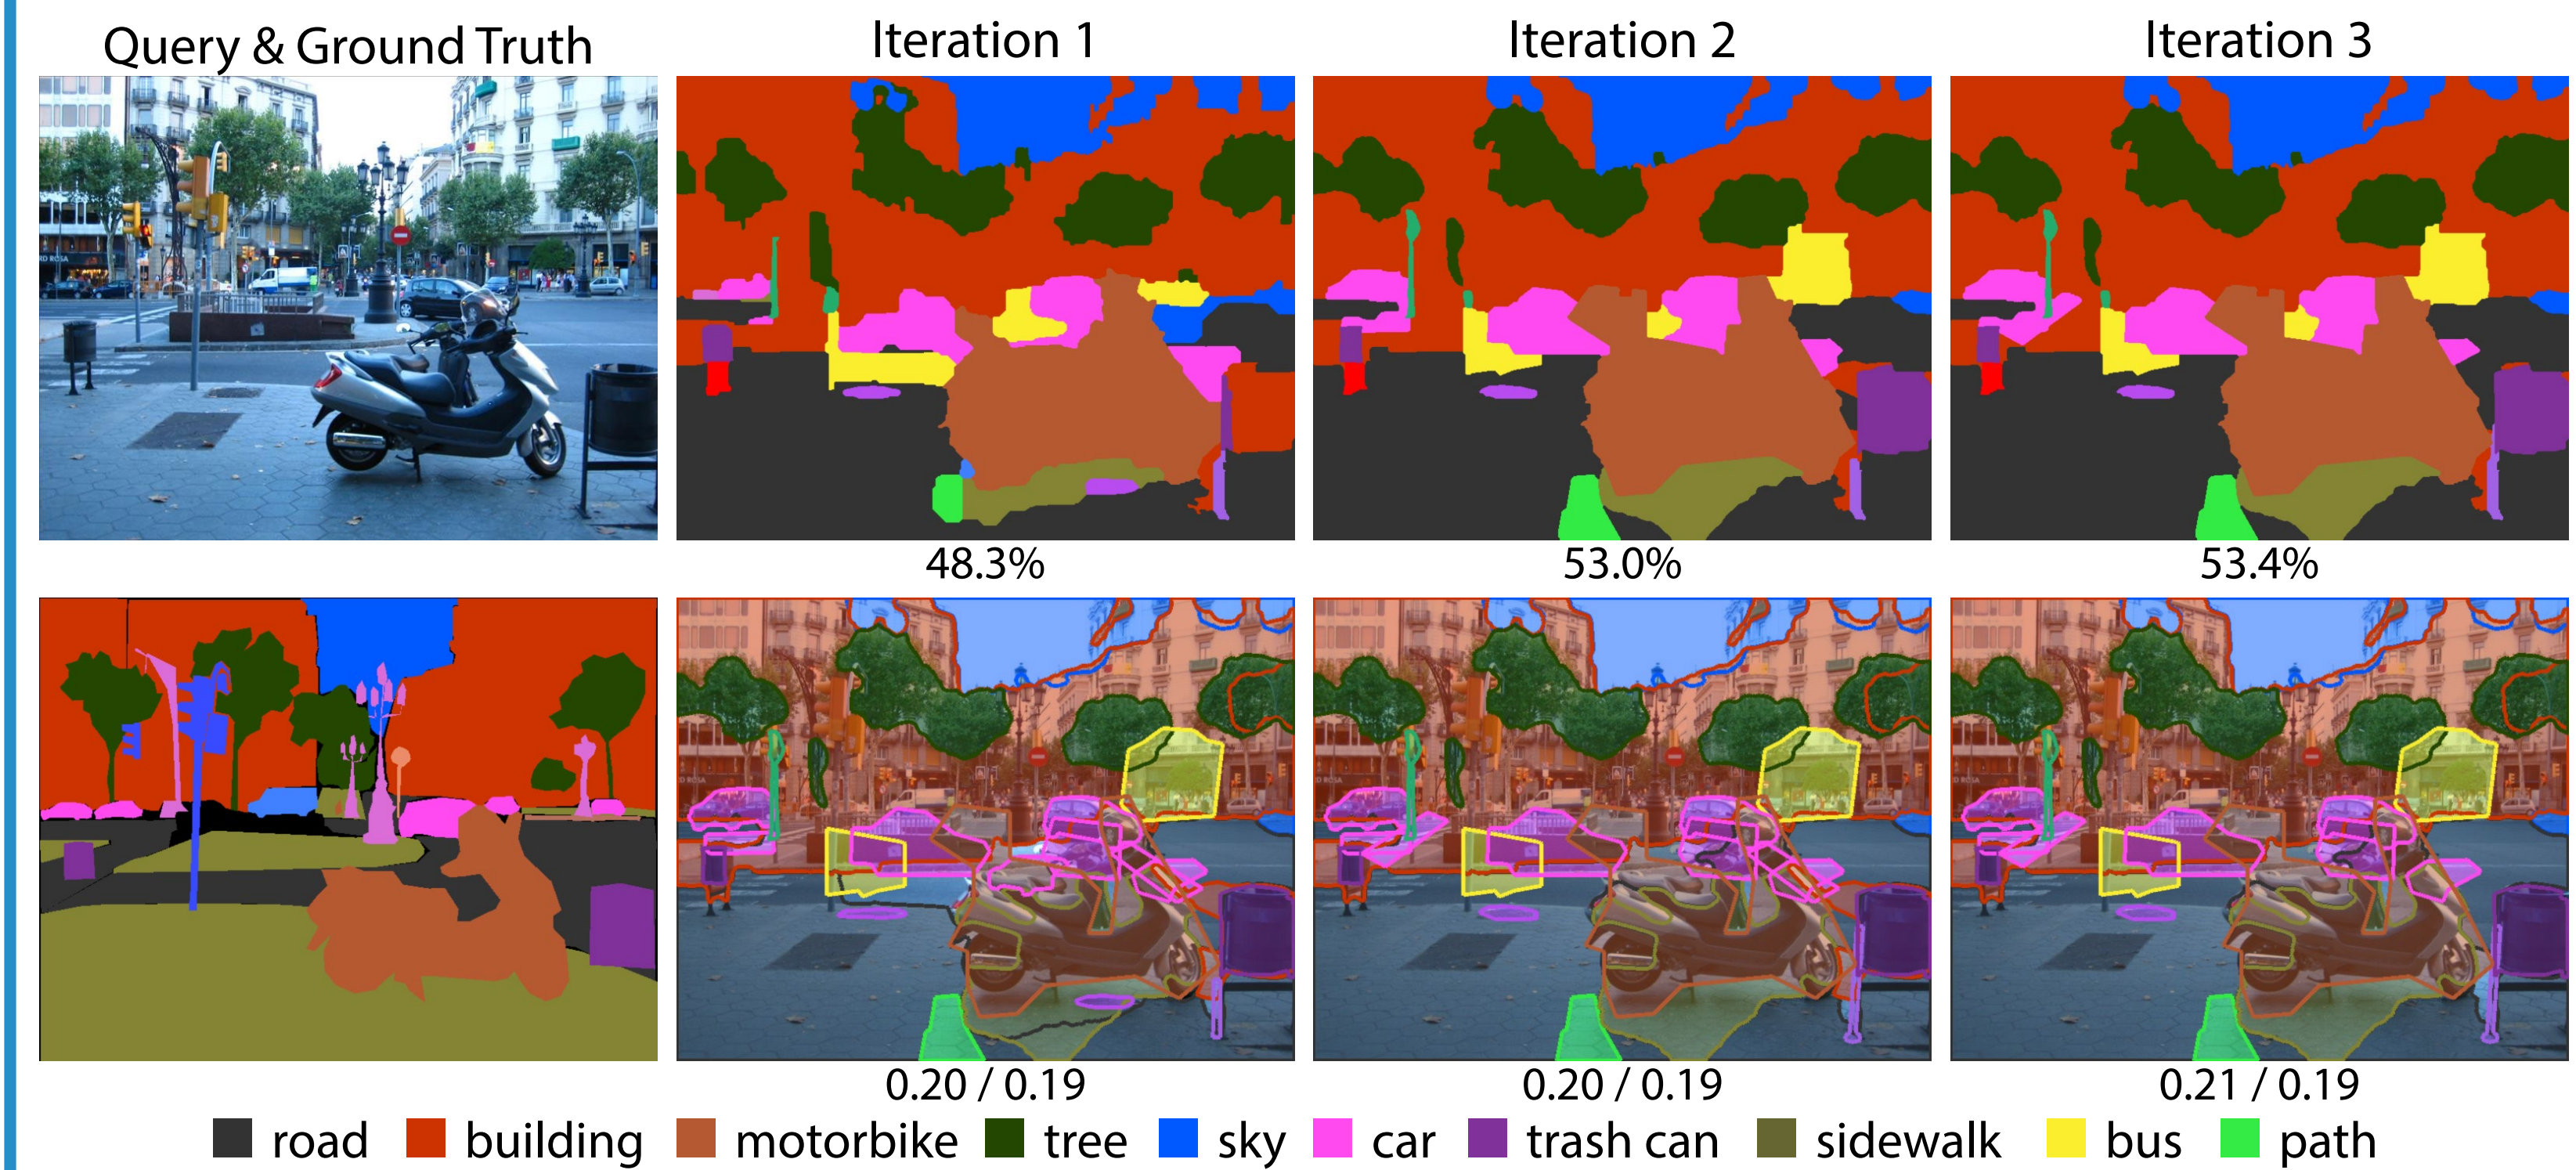 Query & Ground Truth
Iteration 1
Iteration 2
Iteration 3
48.3%
53.0%
53.4%
0.20 / 0.19
0.20 / 0.19
0.21 / 0.19
road building motorbike tree sky car trash can sidewalk bus path